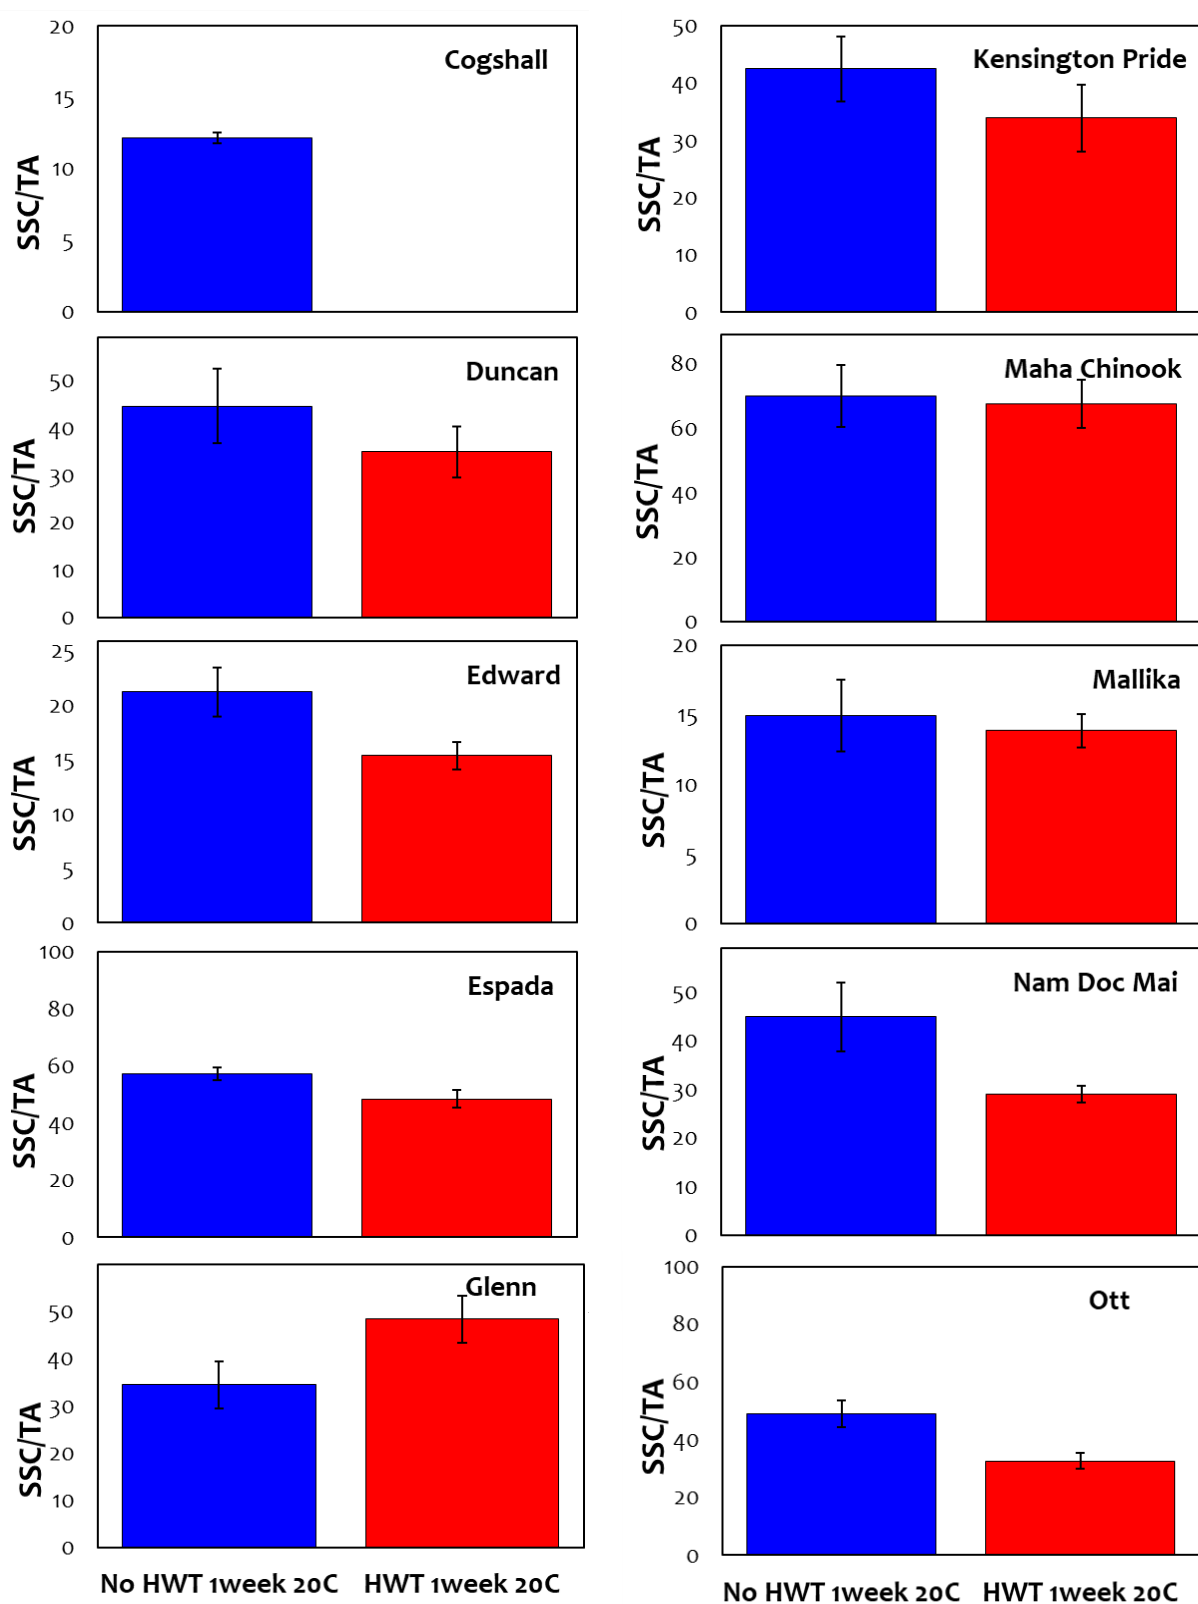 20
15
10
5
0
SSC/TA
Cogshall
50
40
30
20
10
0
SSC/TA
Kensington Pride
50
40
30
20
10
0
SSC/TA
Duncan
80
60
40
20
0
SSC/TA
Maha Chinook
25
20
15
10
5
0
SSC/TA
Edward
20
15
10
5
0
SSC/TA
Mallika
100
80
60
40
20
0
SSC/TA
Espada
50
40
30
20
10
0
SSC/TA
Nam Doc Mai
50
40
30
20
10
0
SSC/TA
Glenn
No HWT 1week 20C HWT 1week 20C
100
80
60
40
20
0
SSC/TA
Ott
No HWT 1week 20C HWT 1week 20C